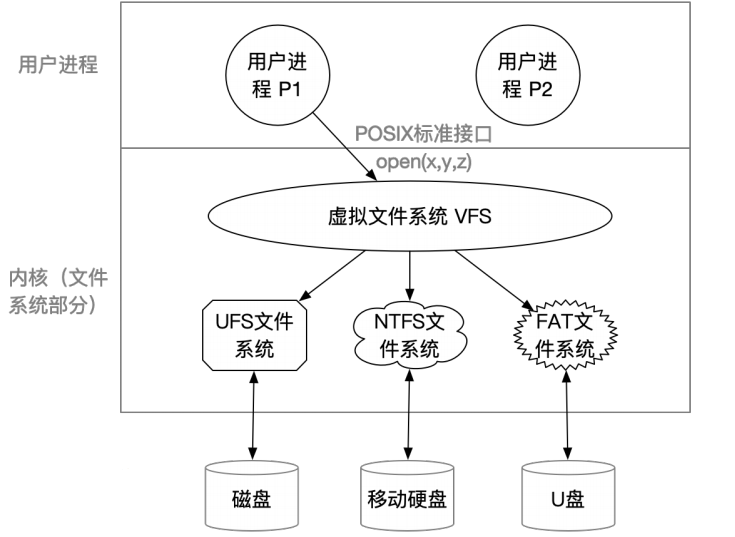 用户进程
用户进
程 P1
用户进
程 P2
POSIX标准接口
open(x,y,z)
虚拟文件系统 VFS
内核（文件
系统部分）
UFS文件
系统
NTFS文
件系统
FAT文
件系统
磁盘
移动硬盘
U盘